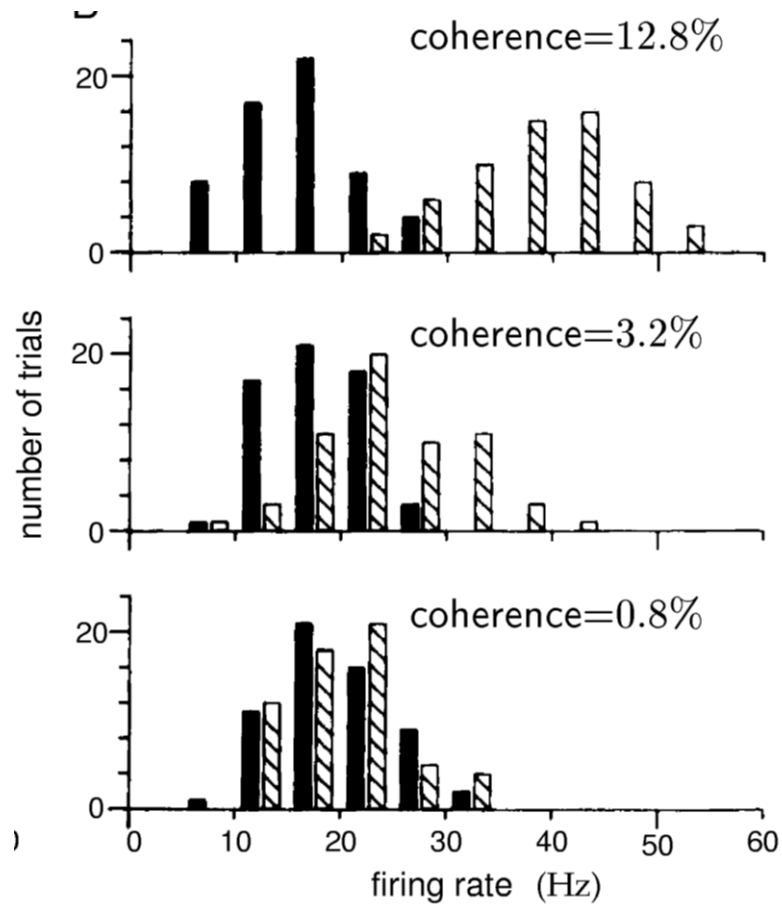 coherence=12.8%
20
0
coherence=3.2%
20
0
number of trials
coherence=0.8%
20
0
0 10 20 30 40 50 60
firing rate (Hz)